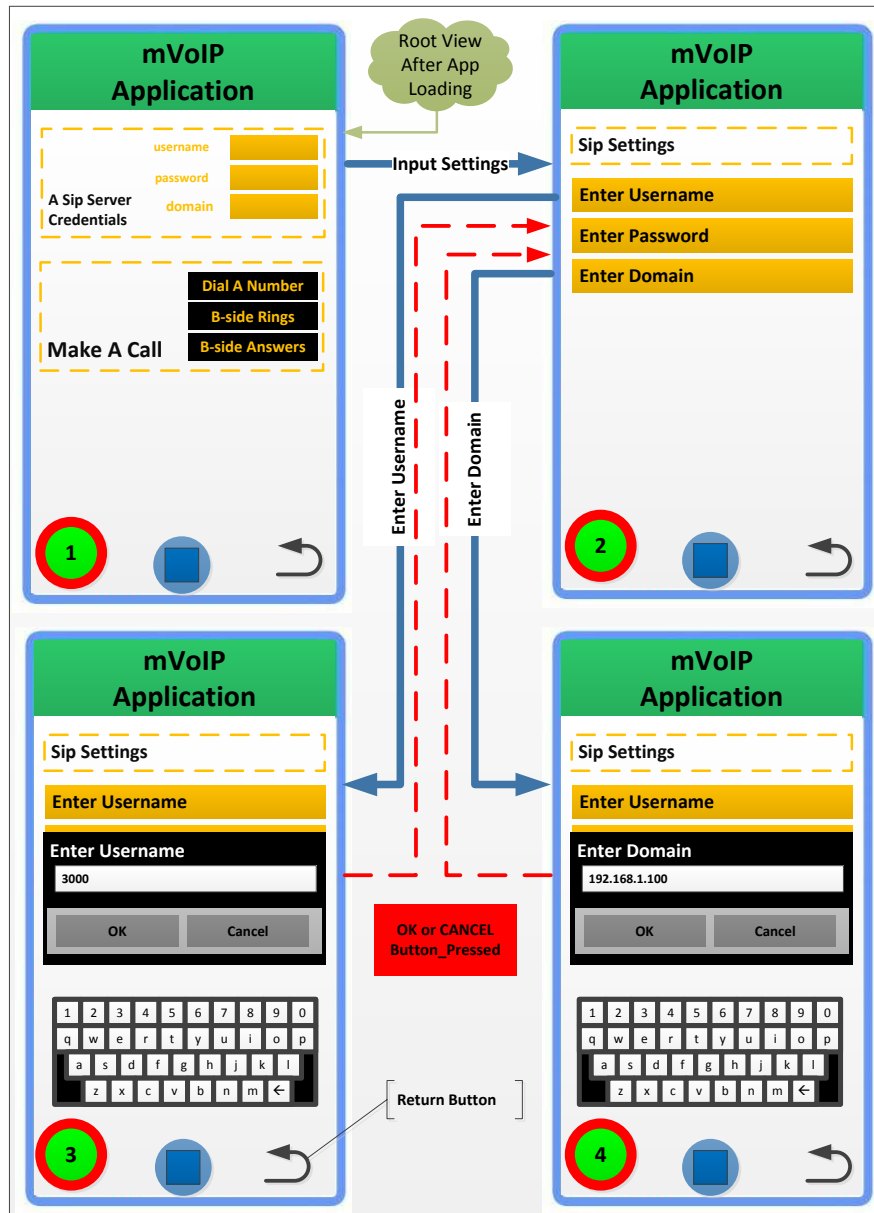 mVoIP
Application
username
password
domain
A Sip Server
Credentials
Dial A Number
B-side Rings
B-side Answers
Make A Call
1
Root View
After App
Loading
Input Settings
mVoIP
Application
Sip Settings
Enter Username
Enter Password
Enter Domain
2
Enter Username
Enter Domain
mVoIP
Application
Sip Settings
Enter Username
Enter Username
3000
OK Cancel
1 2 3 4 5 6 7 8 9 0
q w e r t y u i o p
a s d f g h j k l
z x c v b n m ←
3
OK or CANCEL
Button_Pressed
Return Button
mVoIP
Application
Sip Settings
Enter Username
Enter Domain
192.168.1.100
OK Cancel
1 2 3 4 5 6 7 8 9 0
q w e r t y u i o p
a s d f g h j k l
z x c v b n m ←
4